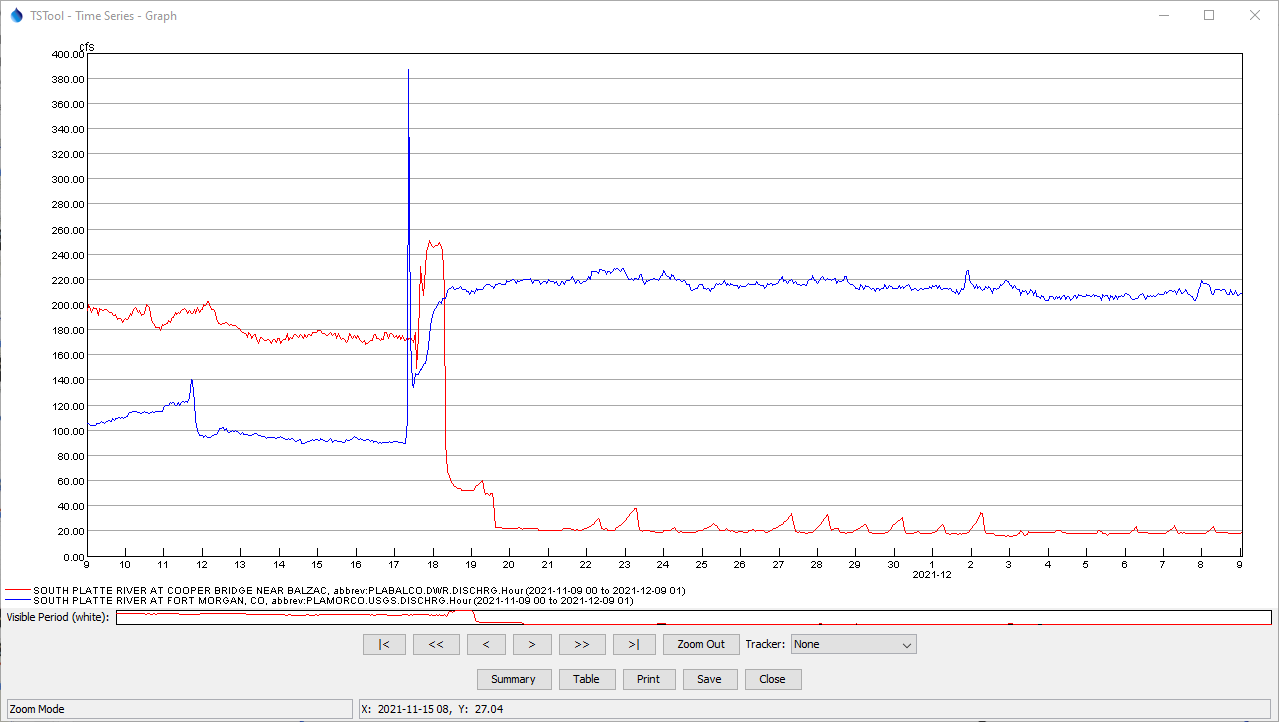 TSTool - Time Series - Graph
cfs
400.00
380.00
360.00
340.00
320.00
300.00
280.00
260.00
240.00
220.00
200.00
180.00
160.00
140.00
120.00
100.00
80.00
60.00
40.00
20.00
0.00
9 10 11 12 13 14 15 16 17 18 19 20 21 22 23 24 25 26 27 28 29 30 1 2 3 4 5 6 7 8 9
2021-12
SOUTH PLATTE RIVER AT COOPER BRIDGE NEAR BALZAC, abbrev:PLABALCO.DWR.DISCHRG.Hour (2021-11-09 00 to 2021-12-09 01)
SOUTH PLATTE RIVER AT FORT MORGAN, CO, abbrev:PLAMORCO.USGS.DISCHRG.Hour (2021-11-09 00 to 2021-12-09 01)
Visible Period (white):
|< << < > >> >| Zoom Out Tracker: None
Summary Table Print Save Close
Zoom Mode X: 2021-11-15 08, Y: 27.04